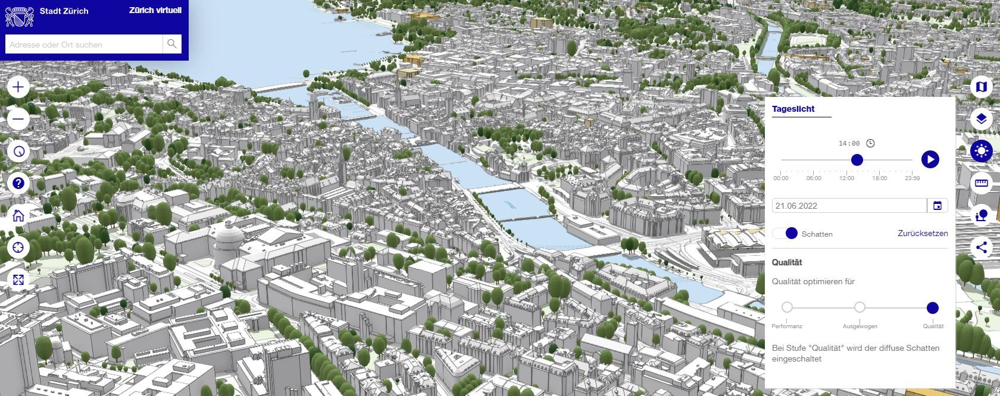 Stadt Zürich
Zürich virtuell
Adresse oder Ort suchen
Tageslicht
14:00
00:00 06:00 12:00 18:00 23:59
21.06.2022
Schatten
Zurücksetzen
Qualität
Qualität optimieren für
Performanz Ausgewogen Qualität
Bei Stufe "Qualität" wird der diffuse Schatten
eingeschaltet